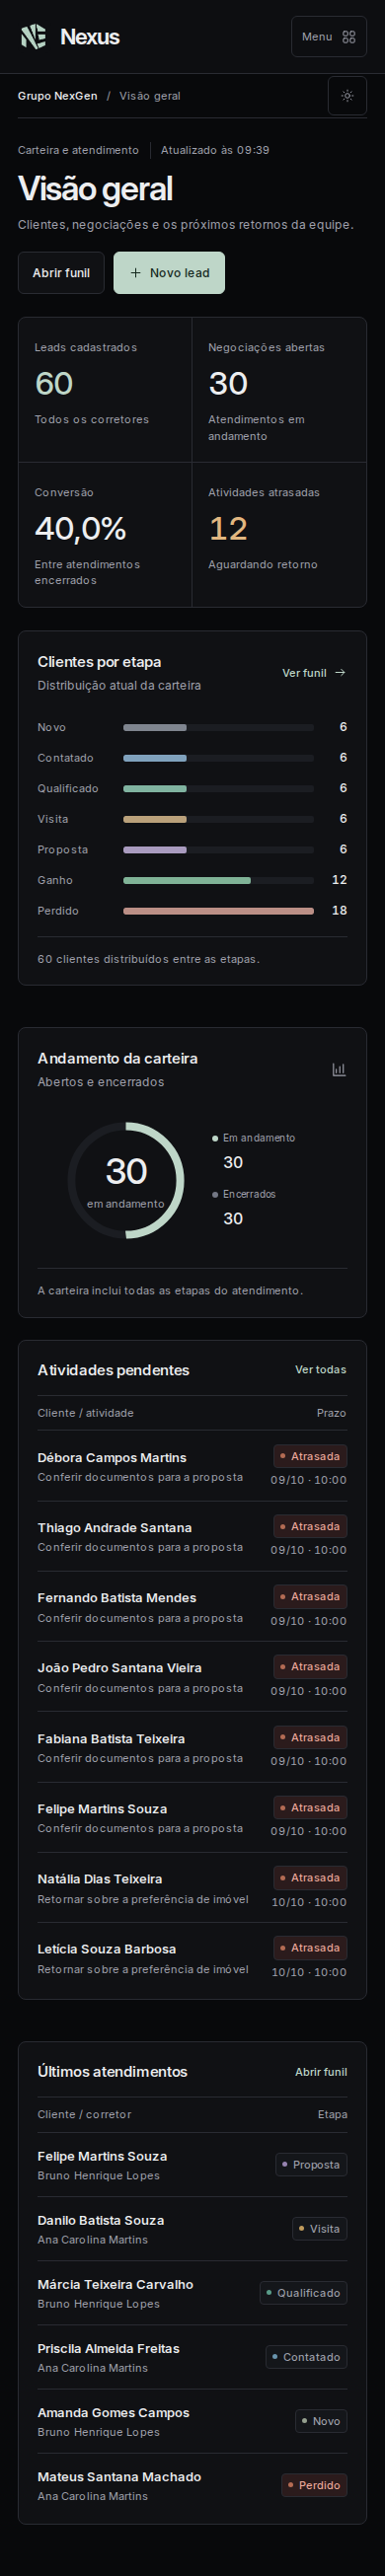 Nexus
Menu
Grupo NexGen / Visão geral
Carteira e atendimento
Atualizado às 09:39
Visão geral
Clientes, negociações e os próximos retornos da equipe.
Abrir funil
+ Novo lead
Leads cadastrados
60
Todos os corretores
Negociações abertas
30
Atendimentos em
andamento
Conversão
40,0%
Entre atendimentos
encerrados
Atividades atrasadas
12
Aguardando retorno
Clientes por etapa
Distribuição atual da carteira
Ver funil →
Novo 6
Contatado 6
Qualificado 6
Visita 6
Proposta 6
Ganho 12
Perdido 18
60 clientes distribuídos entre as etapas.
Andamento da carteira
Abertos e encerrados
30
em andamento
Em andamento
30
Encerrados
30
A carteira inclui todas as etapas do atendimento.
Atividades pendentes
Ver todas
Cliente / atividade Prazo
Débora Campos Martins Atrasada
Conferir documentos para a proposta 09/10 · 10:00
Thiago Andrade Santana Atrasada
Conferir documentos para a proposta 09/10 · 10:00
Fernando Batista Mendes Atrasada
Conferir documentos para a proposta 09/10 · 10:00
João Pedro Santana Vieira Atrasada
Conferir documentos para a proposta 09/10 · 10:00
Fabiana Batista Teixeira Atrasada
Conferir documentos para a proposta 09/10 · 10:00
Felipe Martins Souza Atrasada
Conferir documentos para a proposta 09/10 · 10:00
Natália Dias Teixeira Atrasada
Retornar sobre a preferência de imóvel 10/10 · 10:00
Letícia Souza Barbosa Atrasada
Retornar sobre a preferência de imóvel 10/10 · 10:00
Últimos atendimentos
Abrir funil
Cliente / corretor Etapa
Felipe Martins Souza
Bruno Henrique Lopes
Proposta
Danilo Batista Souza
Ana Carolina Martins
Visita
Márcia Teixeira Carvalho
Bruno Henrique Lopes
Qualificado
Priscila Almeida Freitas
Ana Carolina Martins
Contatado
Amanda Gomes Campos
Bruno Henrique Lopes
Novo
Mateus Santana Machado
Ana Carolina Martins
Perdido